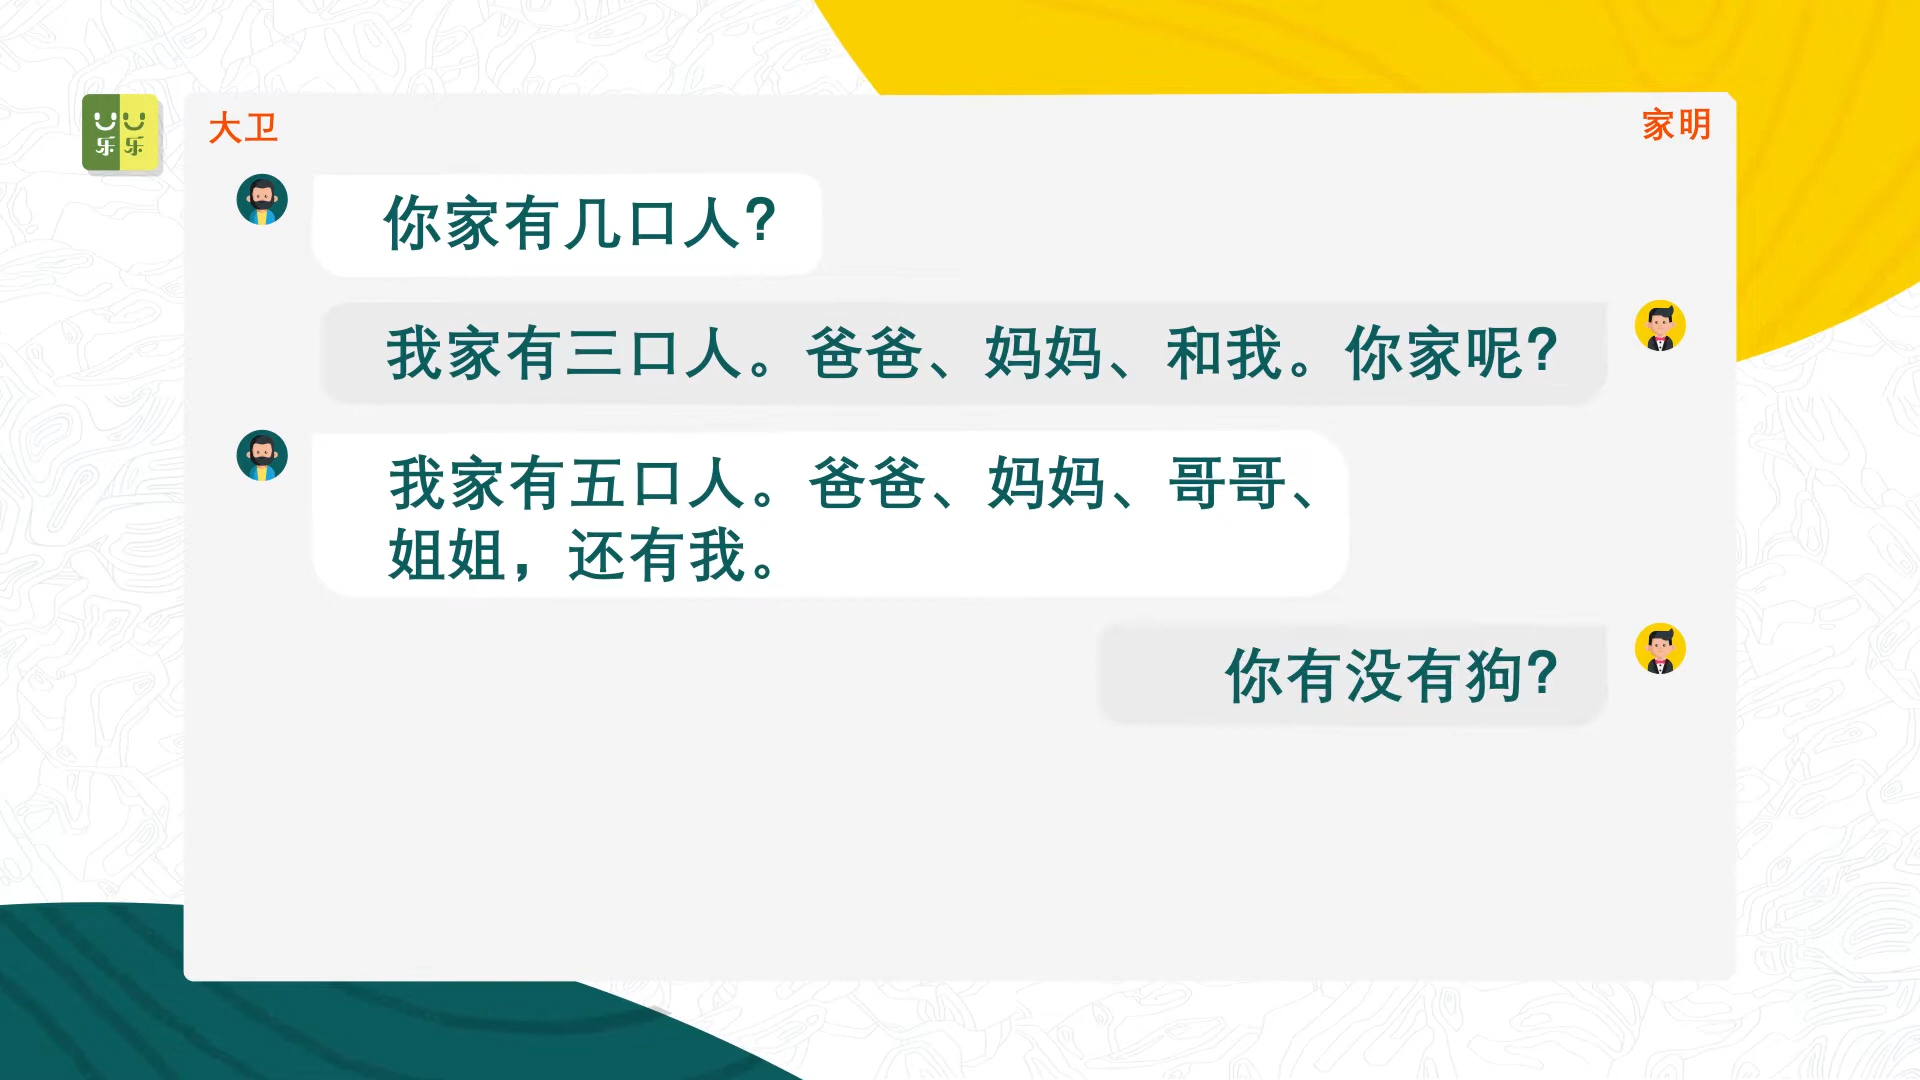 乐 乐
大卫
家明
你家有几口人?
我家有三口人。爸爸、妈妈、和我。你家呢?
我家有五口人。爸爸、妈妈、哥哥、
姐姐，还有我。
你有没有狗?